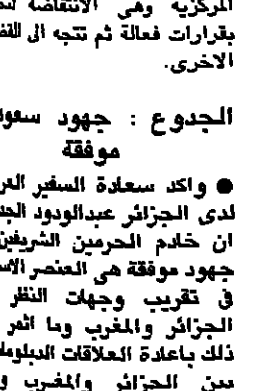 المركزيه وهي الانتفاضة
بقرارات فعالة ثم تتجه الى
الاخرى.
الجدوع : جهود
موفقة
● واكد سعادة السفير
لدى الجزائر عبدالودود
ان خادم الحرمين الشريفين
جهود موفقة هي العنصر
في تقريب وجهات النظر
الجزائر والمغرب وما اثمر
ذلك باعادة العلاقات
بين الجزائر والمغرب